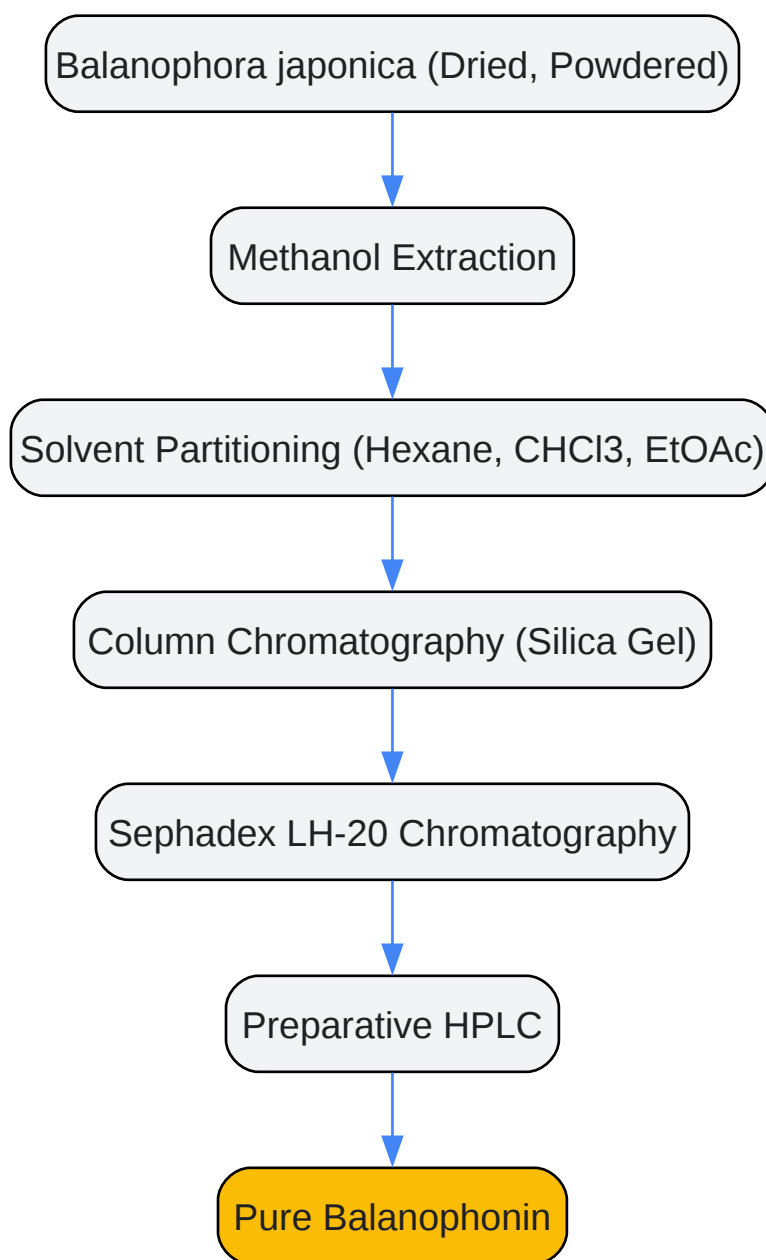 Balanophora japonica (Dried, Powdered)
Methanol Extraction
Solvent Partitioning (Hexane, CHCl3, EtOAc)
Column Chromatography (Silica Gel)
Sephadex LH-20 Chromatography
Preparative HPLC
Pure Balanophonin